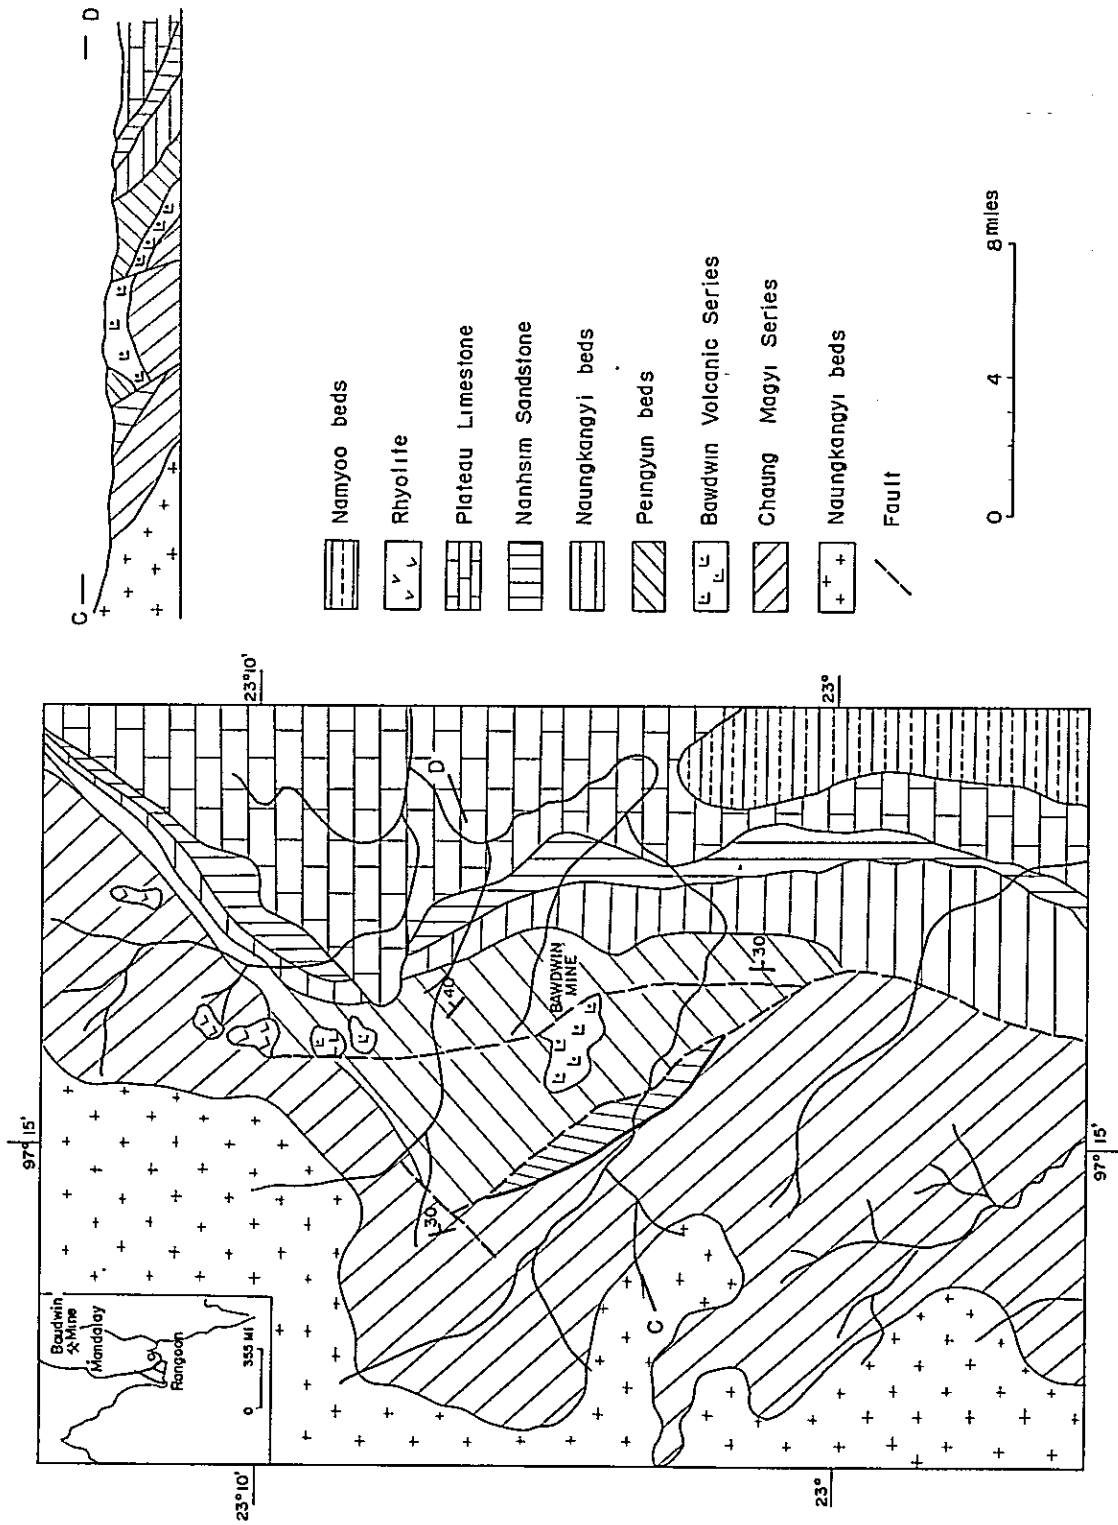 C
D
Namyoo beds
Rhyolite
Plateau Limestone
Nanhsim Sandstone
Naungkangyi beds
Peingyun beds
Bawdwin Volcanic Series
Chaung Magyi Series
Naungkangyi beds
Fault
0 4 8 miles
97° 15'
23°10'
23°10'
23°
23°
97° 15'
Baudwin
Mine
Mandalay
Rangoon
0 355 MI
BAWDWIN
MINE
40
30
30
C
D